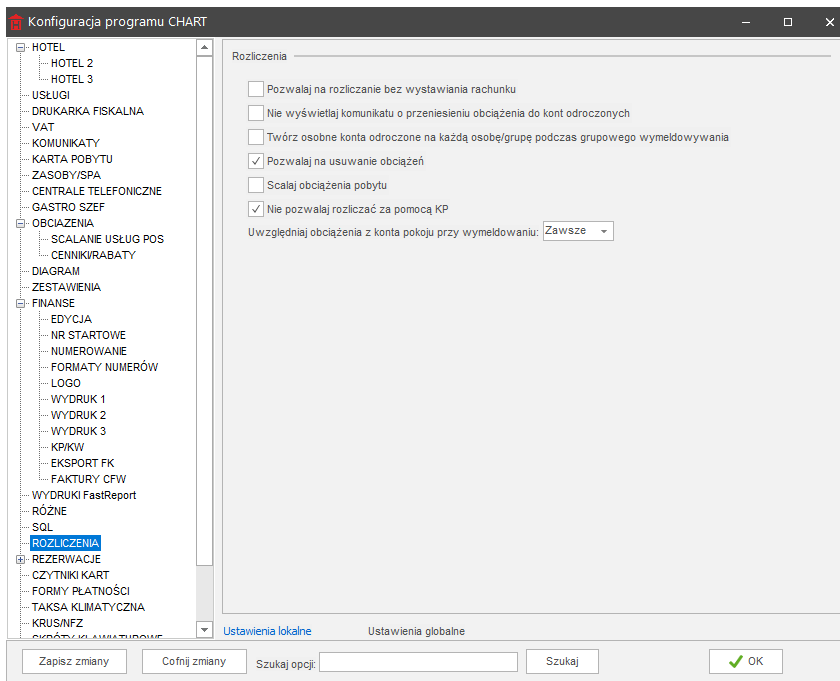 Konfiguracja programu CHART
HOTEL
HOTEL 2
HOTEL 3
USŁUGI
DRUKARKA FISKALNA
VAT
KOMUNIKATY
KARTA POBYTU
ZASOBY/SPA
CENTRALE TELEFONICZNE
GASTRO SZEF
OBCIAZENIA
SCALANIE USŁUG POS
CENNIKI/RABATY
DIAGRAM
ZESTAWIENIA
FINANSE
EDYCJA
NR STARTOWE
NUMEROWANIE
FORMATY NUMERÓW
LOGO
WYDRUK 1
WYDRUK 2
WYDRUK 3
KP/KW
EKSPORT FK
FAKTURY CFW
WYDRUKI FastReport
RÓŻNE
SQL
ROZLICZENIA
REZERWACJE
CZYTNIKI KART
FORMY PŁATNOŚCI
TAKSA KLIMATYCZNA
KRUS/NFZ
SKRÓTY KLAWIATUROWE
Rozliczenia
Pozwalaj na rozliczanie bez wystawiania rachunku
Nie wyświetlaj komunikatu o przeniesieniu obciążenia do kont odroczonych
Twórz osobne konta odroczone na każdą osobę/grupę podczas grupowego wymeldowywania
Pozwalaj na usuwanie obciążeń
Scalaj obciążenia pobytu
Nie pozwalaj rozliczać za pomocą KP
Uwzględniaj obciążenia z konta pokoju przy wymeldowaniu: Zawsze
Ustawienia lokalne Ustawienia globalne
Zapisz zmiany Cofnij zmiany Szukaj opcji: Szukaj OK